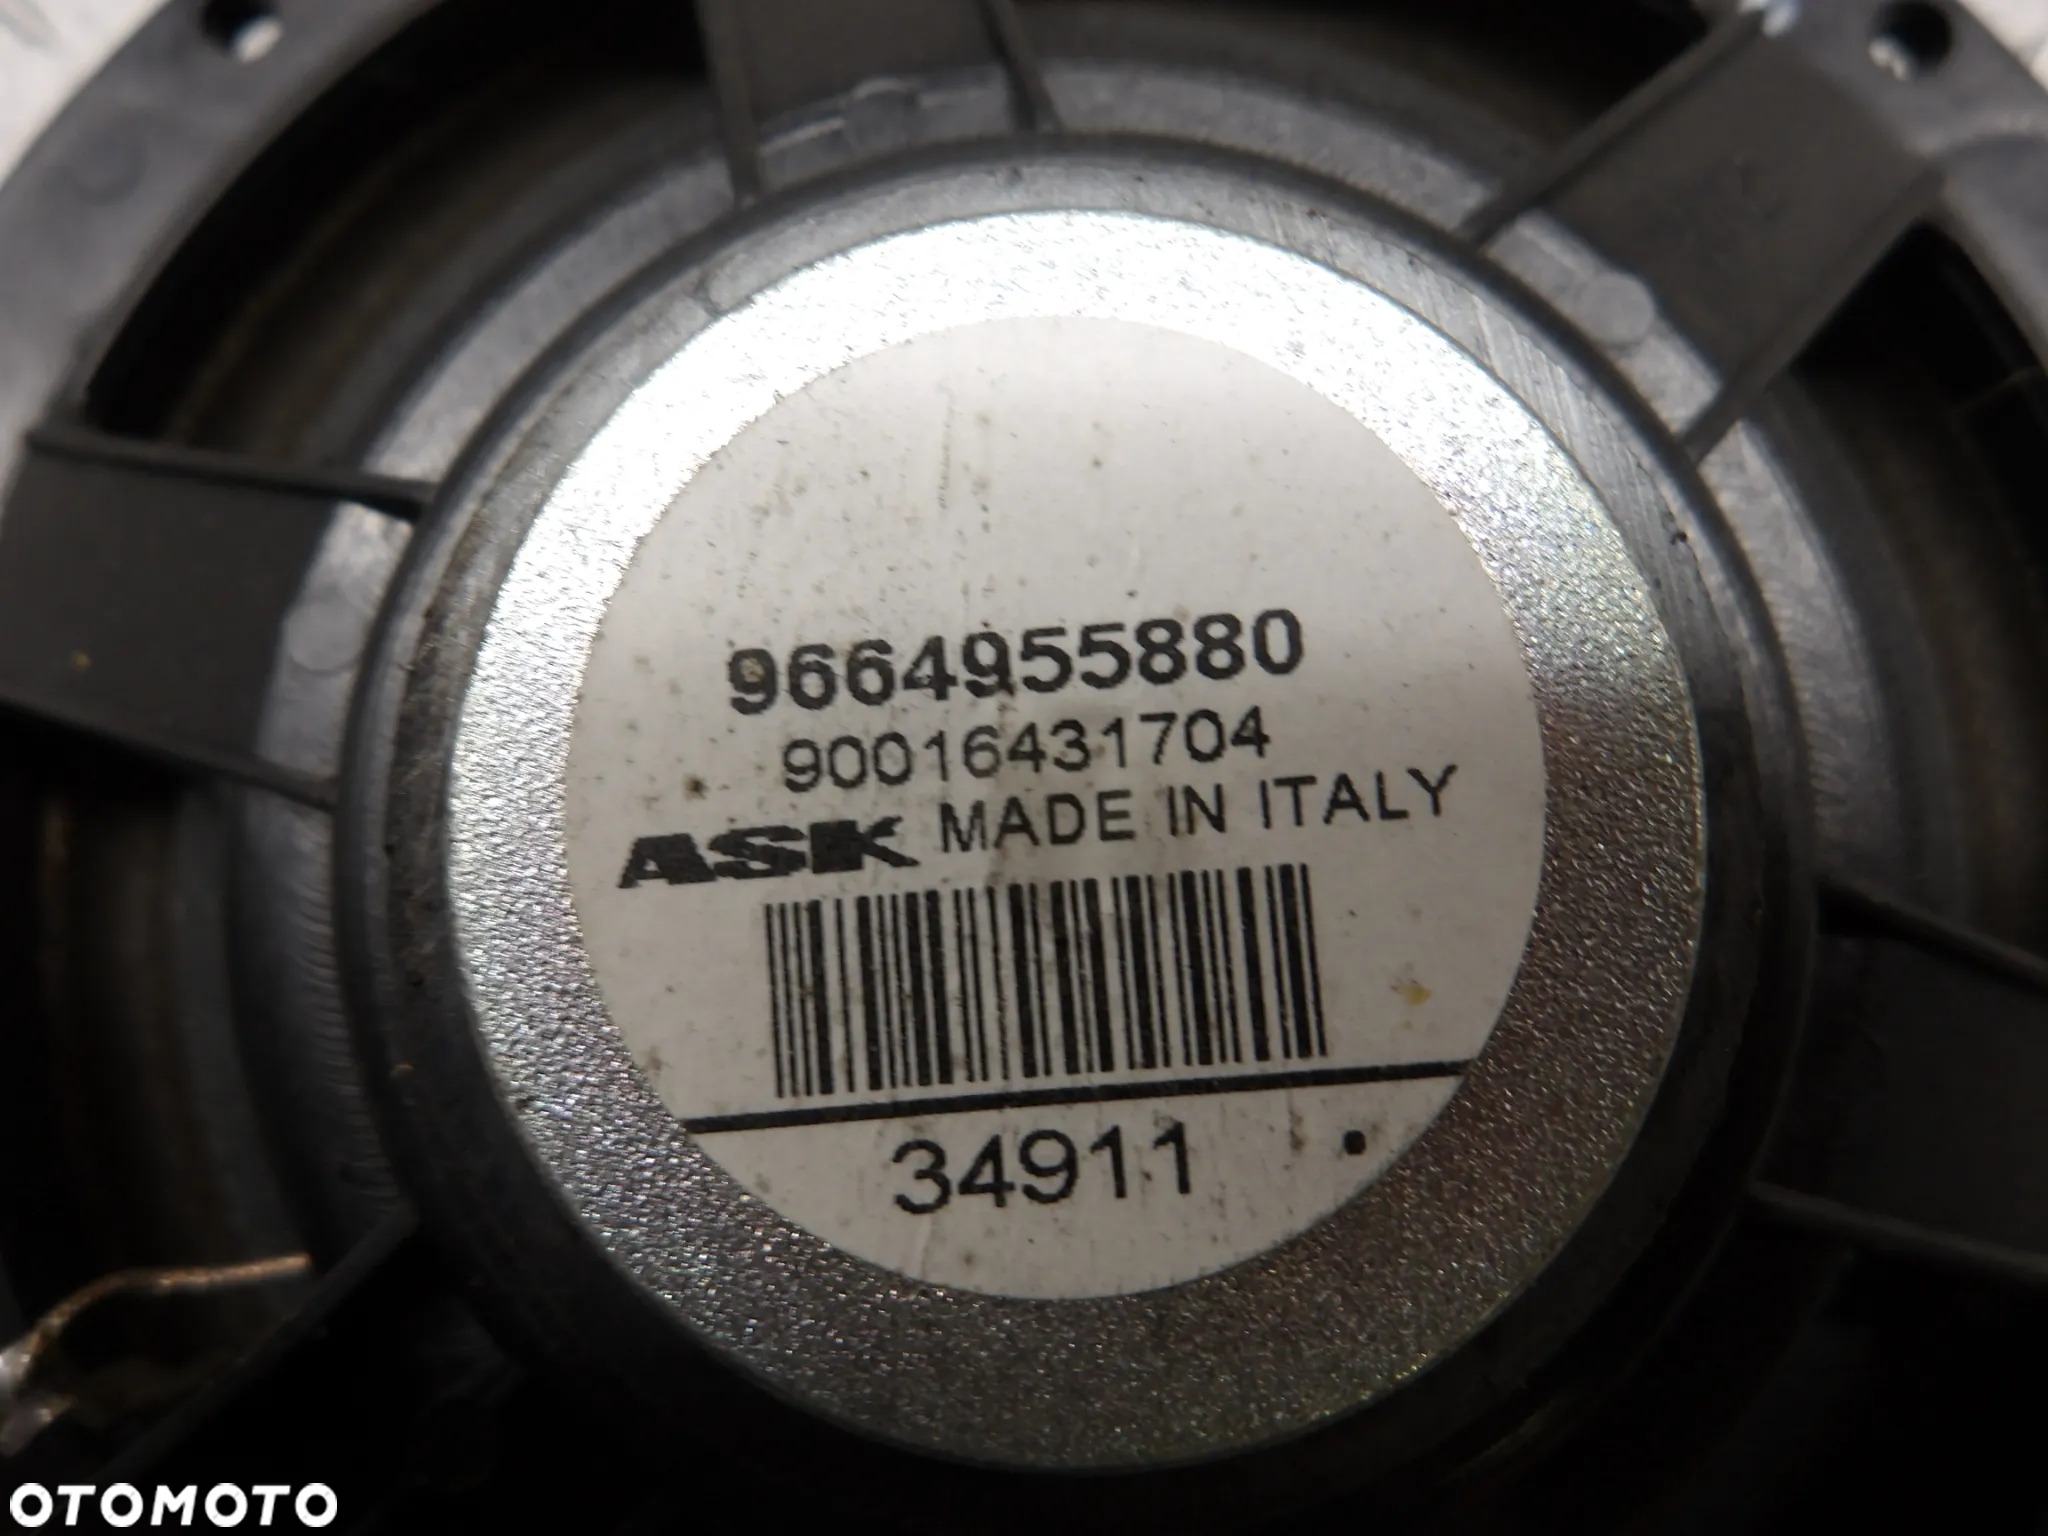 9664955880
90016431704
ASK MADE IN ITALY
34911 .
OTOMOTO